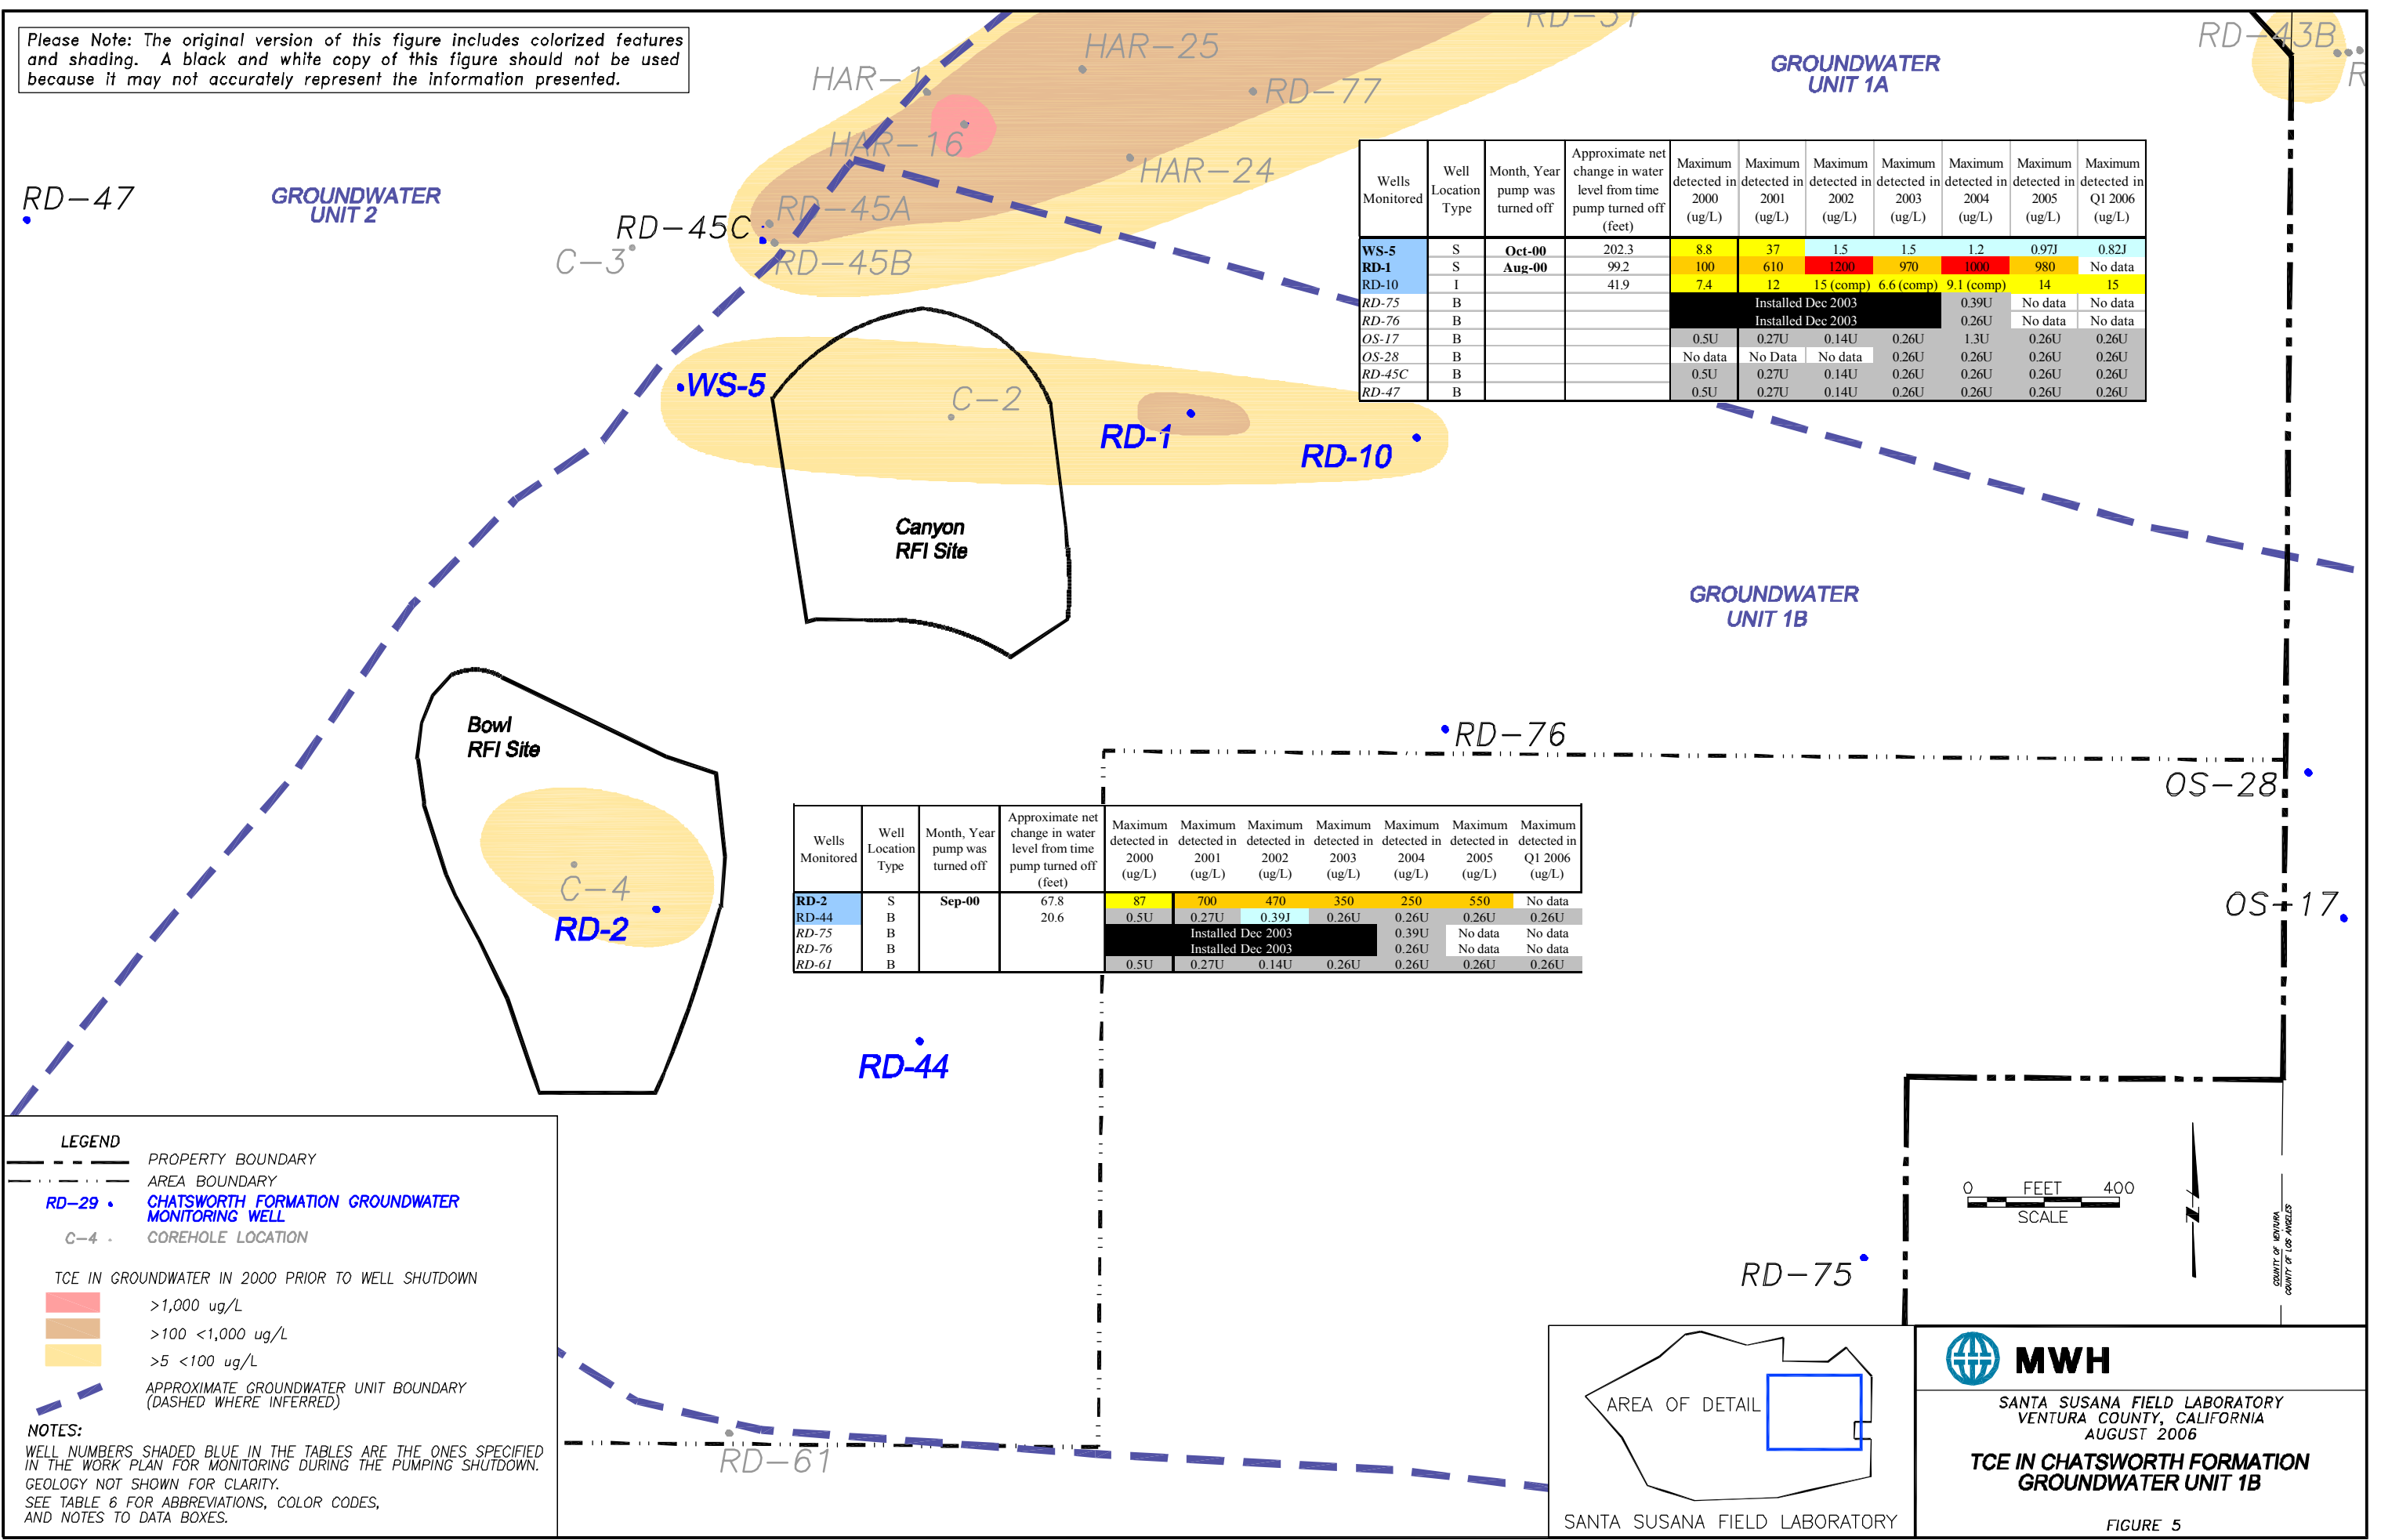 Please Note: The original version of this figure includes colorized features
and shading. A black and white copy of this figure should not be used
because it may not accurately represent the information presented.
RD-51
HAR-25
HAR-1
RD-77
HAR-16
HAR-24
RD-43B
GROUNDWATER
UNIT 1A
RD-47
GROUNDWATER
UNIT 2
RD-45C
RD-45A
C-3
RD-45B
Wells Monitored | Well Location Type | Month, Year pump was turned off | Approximate net change in water level from time pump turned off (feet) | Maximum detected in 2000 (ug/L) | Maximum detected in 2001 (ug/L) | Maximum detected in 2002 (ug/L) | Maximum detected in 2003 (ug/L) | Maximum detected in 2004 (ug/L) | Maximum detected in 2005 (ug/L) | Maximum detected in Q1 2006 (ug/L)
WS-5 S Oct-00 202.3 8.8 37 1.5 1.5 1.2 0.97J 0.82J
RD-1 S Aug-00 99.2 100 610 1200 970 1000 980 No data
RD-10 I 41.9 7.4 12 15 (comp) 6.6 (comp) 9.1 (comp) 14 15
RD-75 B Installed Dec 2003 0.39U No data No data
RD-76 B Installed Dec 2003 0.26U No data No data
OS-17 B 0.5U 0.27U 0.14U 0.26U 1.3U 0.26U 0.26U
OS-28 B No data No Data No data 0.26U 0.26U 0.26U 0.26U
RD-45C B 0.5U 0.27U 0.14U 0.26U 0.26U 0.26U 0.26U
RD-47 B 0.5U 0.27U 0.14U 0.26U 0.26U 0.26U 0.26U
WS-5
C-2
RD-1
RD-10
Canyon
RFI Site
GROUNDWATER
UNIT 1B
Bowl
RFI Site
RD-76
OS-28
C-4
RD-2
OS-17
Wells Monitored | Well Location Type | Month, Year pump was turned off | Approximate net change in water level from time pump turned off (feet) | Maximum detected in 2000 (ug/L) | Maximum detected in 2001 (ug/L) | Maximum detected in 2002 (ug/L) | Maximum detected in 2003 (ug/L) | Maximum detected in 2004 (ug/L) | Maximum detected in 2005 (ug/L) | Maximum detected in Q1 2006 (ug/L)
RD-2 S Sep-00 67.8 87 700 470 350 250 550 No data
RD-44 B 20.6 0.5U 0.27U 0.39J 0.26U 0.26U 0.26U 0.26U
RD-75 B Installed Dec 2003 0.39U No data No data
RD-76 B Installed Dec 2003 0.26U No data No data
RD-61 B 0.5U 0.27U 0.14U 0.26U 0.26U 0.26U 0.26U
RD-44
RD-75
RD-61
LEGEND
PROPERTY BOUNDARY
AREA BOUNDARY
RD-29 CHATSWORTH FORMATION GROUNDWATER
MONITORING WELL
C-4 COREHOLE LOCATION
TCE IN GROUNDWATER IN 2000 PRIOR TO WELL SHUTDOWN
>1,000 ug/L
>100 <1,000 ug/L
>5 <100 ug/L
APPROXIMATE GROUNDWATER UNIT BOUNDARY
(DASHED WHERE INFERRED)
NOTES:
WELL NUMBERS SHADED BLUE IN THE TABLES ARE THE ONES SPECIFIED
IN THE WORK PLAN FOR MONITORING DURING THE PUMPING SHUTDOWN.
GEOLOGY NOT SHOWN FOR CLARITY.
SEE TABLE 6 FOR ABBREVIATIONS, COLOR CODES,
AND NOTES TO DATA BOXES.
0 FEET 400
SCALE
N
COUNTY OF VENTURA
COUNTY OF LOS ANGELES
AREA OF DETAIL
SANTA SUSANA FIELD LABORATORY
MWH
SANTA SUSANA FIELD LABORATORY
VENTURA COUNTY, CALIFORNIA
AUGUST 2006
TCE IN CHATSWORTH FORMATION
GROUNDWATER UNIT 1B
FIGURE 5